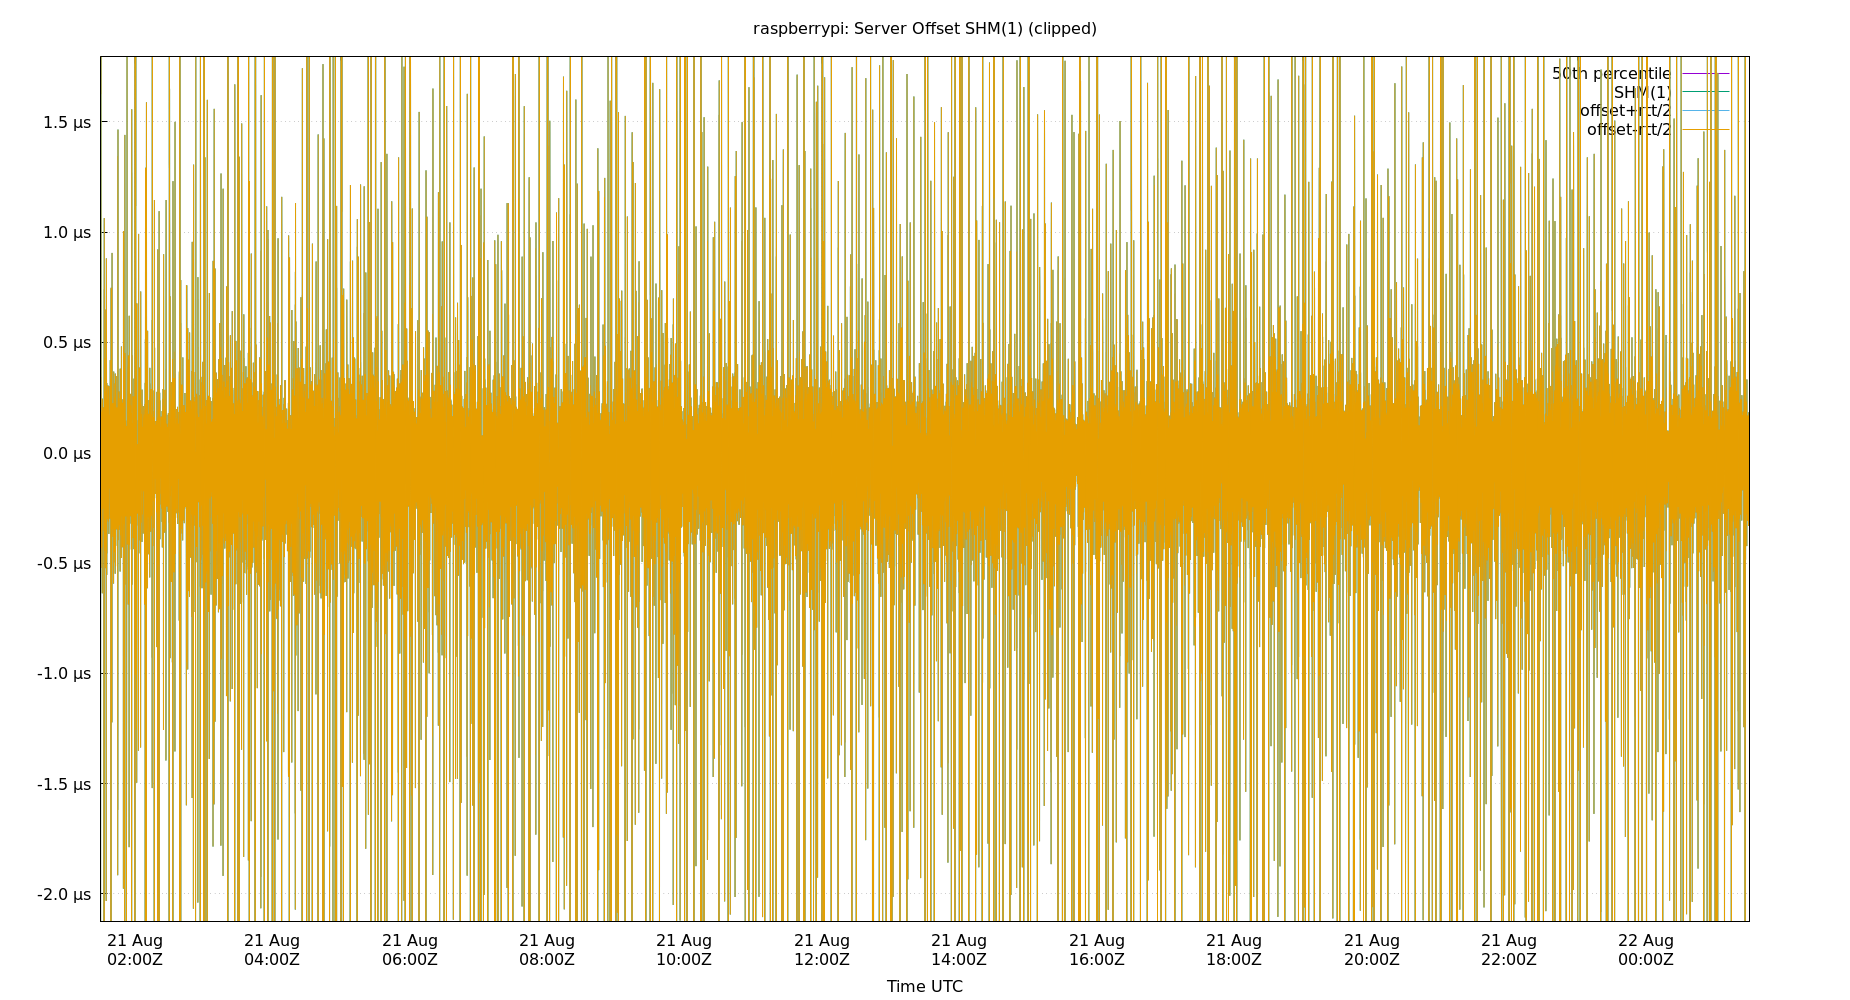 raspberrypi: Server Offset SHM(1) (clipped)
50th percentile
SHM(1)
offset+rtt/2
offset-rtt/2
1.5 µs
1.0 µs
0.5 µs
0.0 µs
-0.5 µs
-1.0 µs
-1.5 µs
-2.0 µs
21 Aug 21 Aug 21 Aug 21 Aug 21 Aug 21 Aug 21 Aug 21 Aug 21 Aug 21 Aug 21 Aug 22 Aug
02:00Z 04:00Z 06:00Z 08:00Z 10:00Z 12:00Z 14:00Z 16:00Z 18:00Z 20:00Z 22:00Z 00:00Z
Time UTC